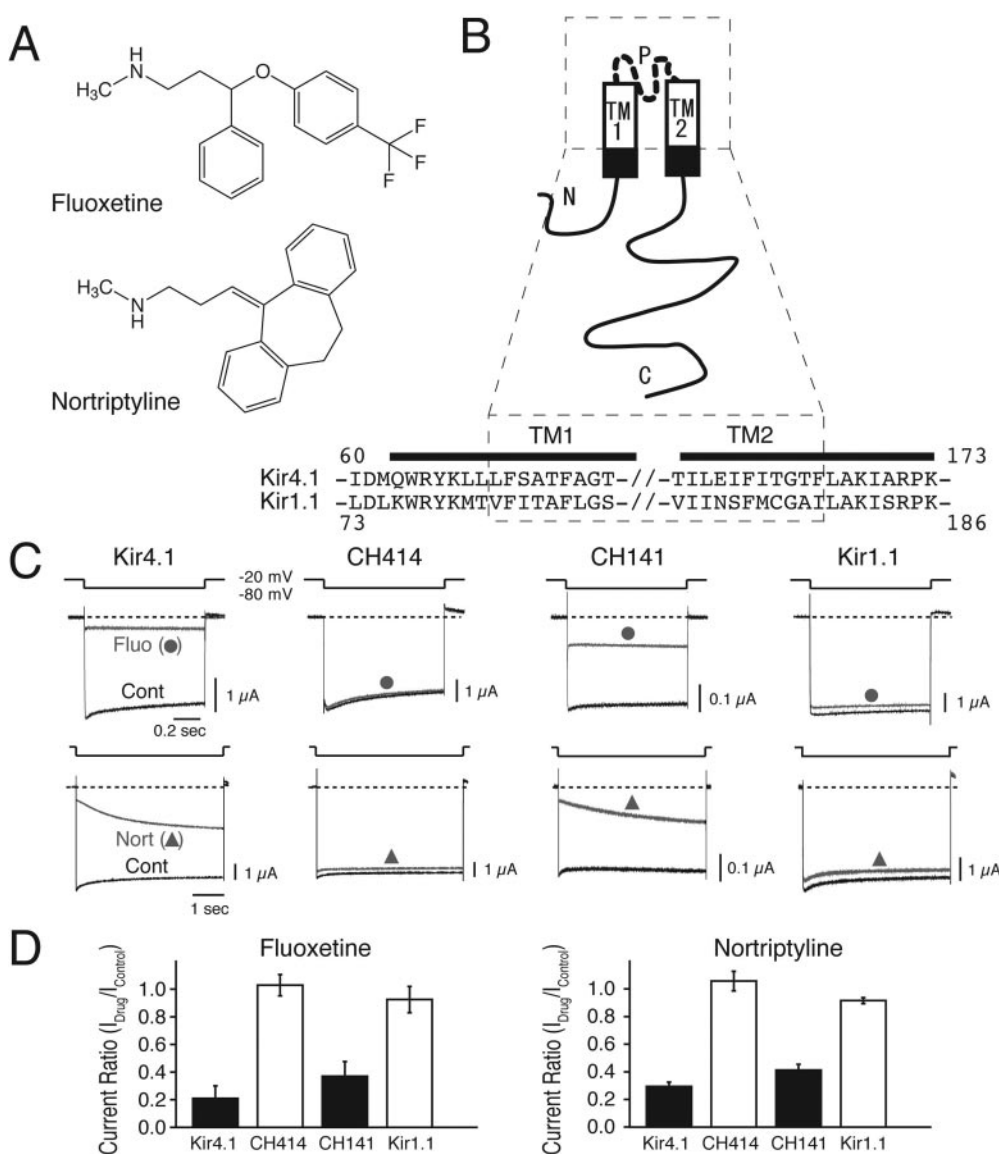 A
H
N
H₃C
O
F
F
F
Fluoxetine
H₃C
N
H
Nortriptyline
B
P
TM
1
TM
2
N
C
TM1 TM2
60 173
Kir4.1 -IDMQWRYKLLLFSATFAGT-//-TILEIFITGTFLAKIARPK-
Kir1.1 -LDLKWRYKMTVFITAFLGS-//-VIINSFMCGAILAKISRPK-
73 186
C
Kir4.1 CH414 CH141 Kir1.1
-20 mV
-80 mV
Fluo (●)
Cont
1 μA
0.2 sec
1 μA
0.1 μA
1 μA
Nort (▲)
Cont
1 μA
1 sec
1 μA
0.1 μA
1 μA
D
Fluoxetine
Current Ratio (I_Drug/I_Control)
1.0
0.8
0.6
0.4
0.2
0.0
Kir4.1 CH414 CH141 Kir1.1
Nortriptyline
Current Ratio (I_Drug/I_Control)
1.0
0.8
0.6
0.4
0.2
0.0
Kir4.1 CH414 CH141 Kir1.1